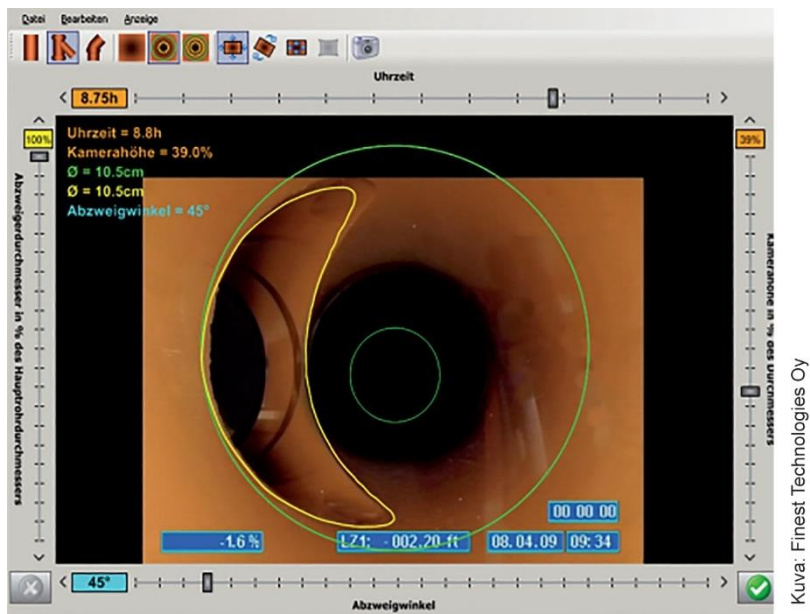 Datei Bearbeiten Anzeige
Uhrzeit
8.75h
100%
39%
Uhrzeit = 8.8h
Kamerahöhe = 39.0%
Ø = 10.5cm
Ø = 10.5cm
Abzweigwinkel = 45°
Abzweigerdurchmesser in % des Hauptrohrdurchmessers
Kamerahöhe in % des Durchmessers
00 00 00
-1.6 %
LZ1: - 002.20 ft
08. 04. 09
09: 34
45°
Abzweigwinkel
Kuva: Finest Technologies Oy